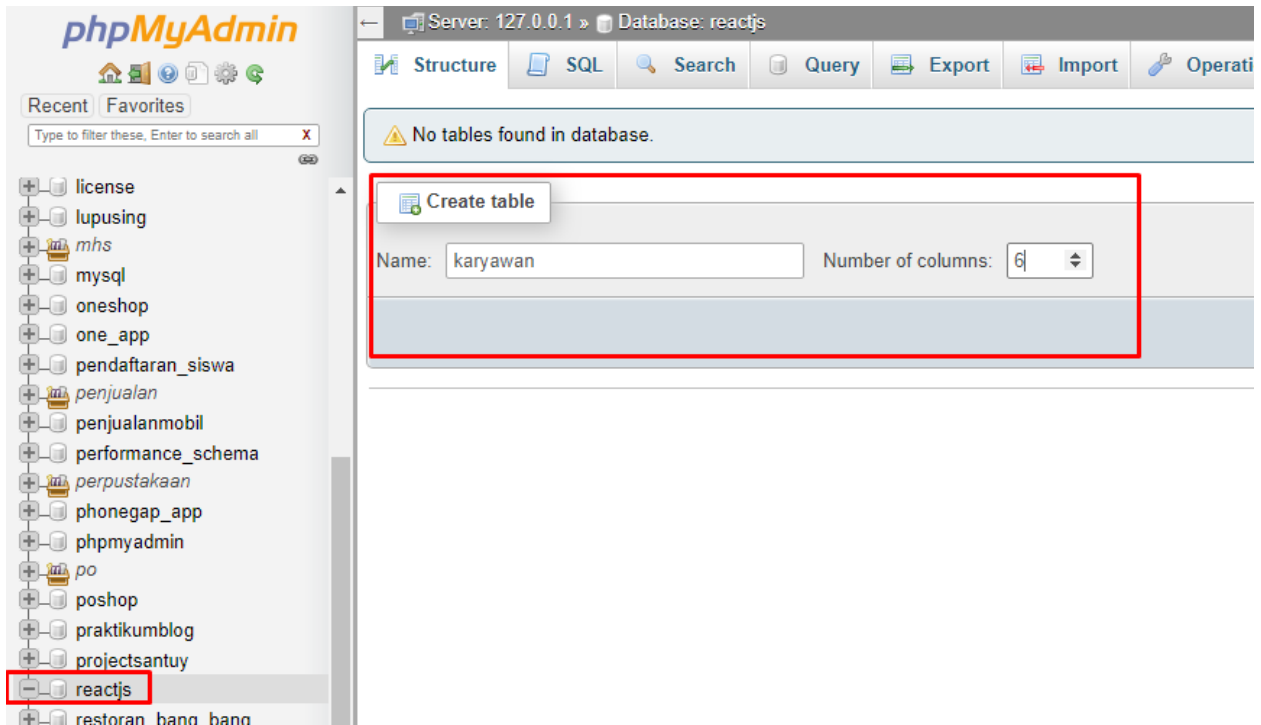 phpMyAdmin
Recent Favorites
Type to filter these, Enter to search all X
license
lupusing
mhs
mysql
oneshop
one_app
pendaftaran_siswa
penjualan
penjualanmobil
performance_schema
perpustakaan
phonegap_app
phpmyadmin
po
poshop
praktikumblog
projectsantuy
reactjs
restoran_bang_bang
← Server: 127.0.0.1 » Database: reactjs
Structure SQL Search Query Export Import Operati
No tables found in database.
Create table
Name: karyawan Number of columns: 6